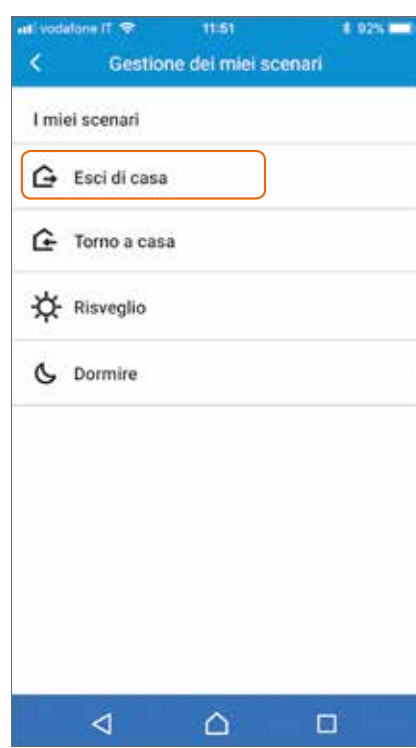 vodafone IT 11:51 92%
Gestione dei miei scenari
I miei scenari
Esci di casa
Torno a casa
Risveglio
Dormire